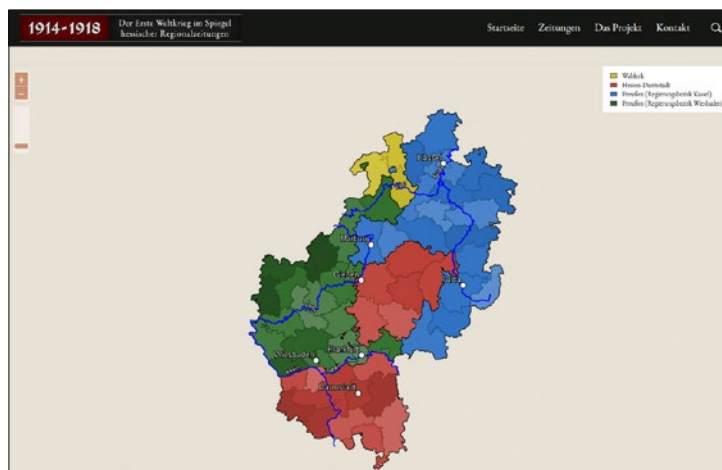 1914-1918
Der Erste Weltkrieg im Spiegel
hessischer Regionalzeitungen
Startseite Zeitungen Das Projekt Kontakt
+
−
Waldeck
Hessen-Darmstadt
Preußen (Regierungsbezirk Kassel)
Preußen (Regierungsbezirk Wiesbaden)
Kassel
Marburg
Gießen
Wiesbaden
Frankfurt
Darmstadt